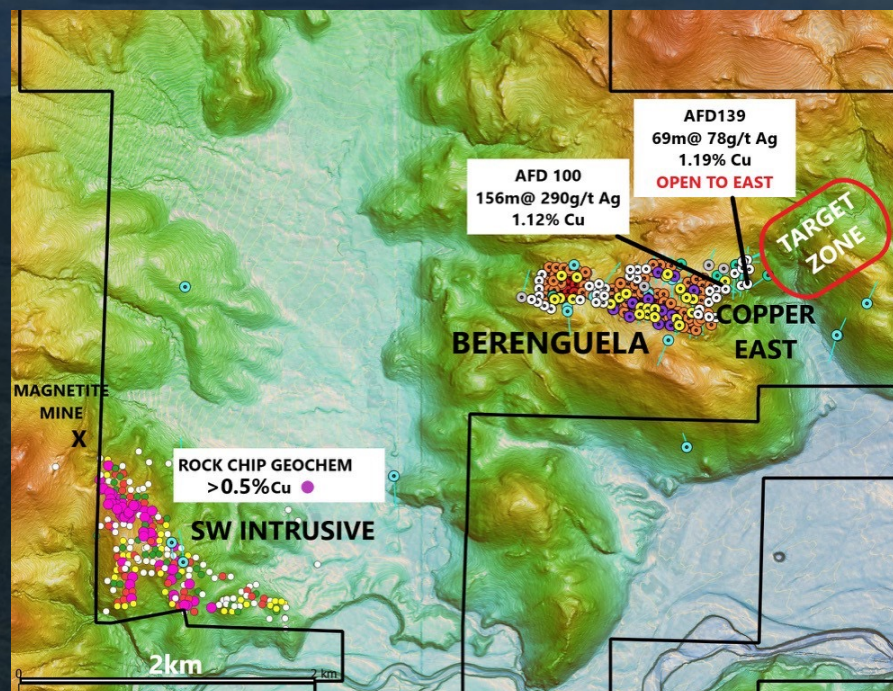 AFD139
69m@ 78g/t Ag
1.19% Cu
OPEN TO EAST
AFD 100
156m@ 290g/t Ag
1.12% Cu
TARGET
ZONE
BERENGUELA
COPPER
EAST
MAGNETITE
MINE
X
ROCK CHIP GEOCHEM
>0.5%Cu
SW INTRUSIVE
2km
0
2 km